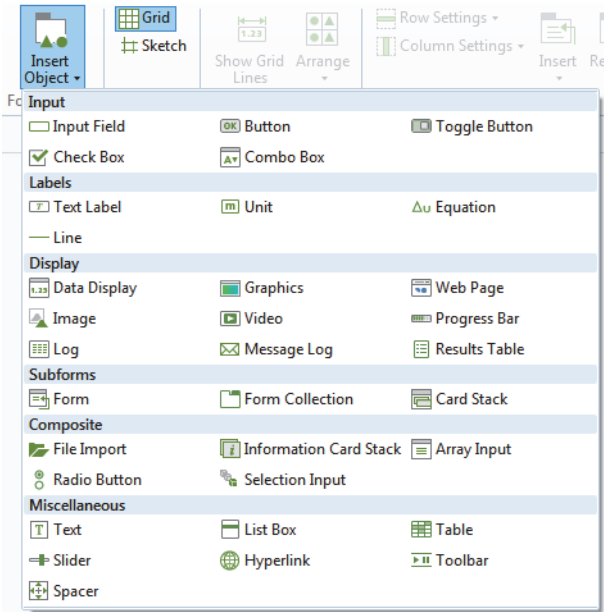 Grid
Sketch
Insert
Object
Show Grid
Lines
Arrange
Row Settings
Column Settings
Insert
Input
Input Field Button Toggle Button
Check Box Combo Box
Labels
Text Label Unit Equation
Line
Display
Data Display Graphics Web Page
Image Video Progress Bar
Log Message Log Results Table
Subforms
Form Form Collection Card Stack
Composite
File Import Information Card Stack Array Input
Radio Button Selection Input
Miscellaneous
Text List Box Table
Slider Hyperlink Toolbar
Spacer